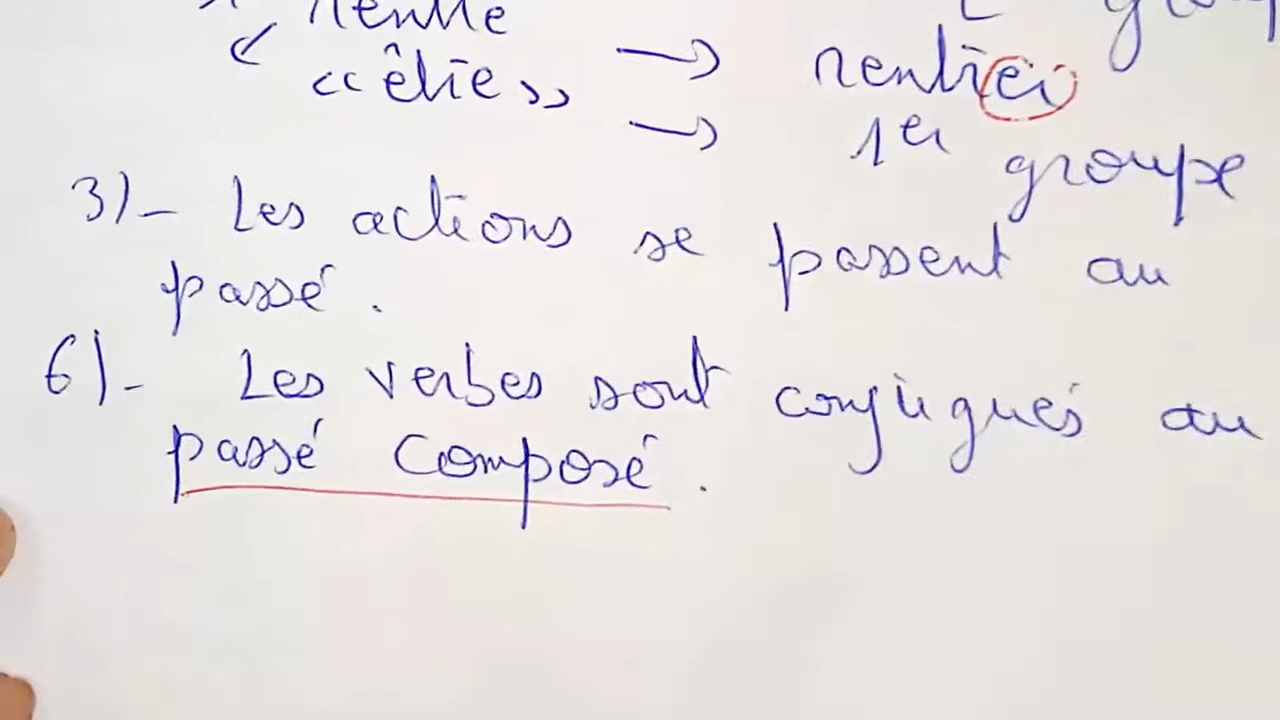 groupe
« être » → rentrer
→ 1er groupe
3)- Les actions se passent au
passé.
6)- Les verbes sont conjugués au
passé composé.